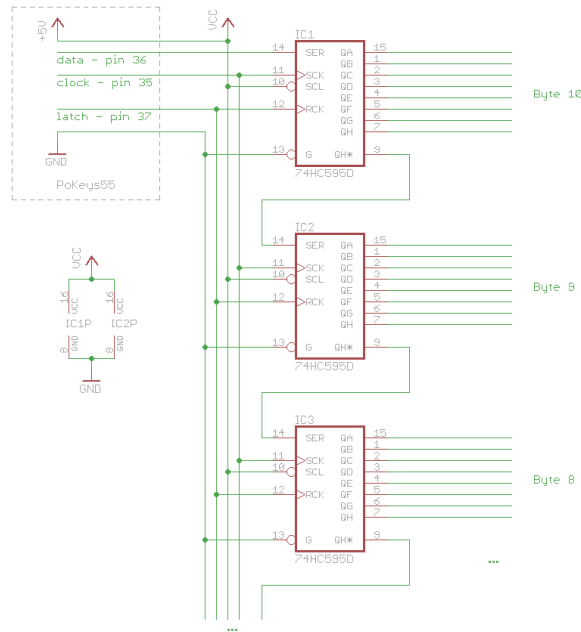 +5V
VCC
data - pin 36
clock - pin 35
latch - pin 37
GND
PoKeys55
IC1
14 SER QA 15
QB 1
11 SCK QC 2
10 SCL QD 3
QE 4
12 RCK QF 5
QG 6
QH 7
13 G QH* 9
74HC595D
Byte 10
IC2
14 SER QA 15
QB 1
11 SCK QC 2
10 SCL QD 3
QE 4
12 RCK QF 5
QG 6
QH 7
13 G QH* 9
74HC595D
Byte 9
VCC
16 VCC 16 VCC
IC1P IC2P
8 GND 8 GND
GND
IC3
14 SER QA 15
QB 1
11 SCK QC 2
10 SCL QD 3
QE 4
12 RCK QF 5
QG 6
QH 7
13 G QH* 9
74HC595D
Byte 8
...
...